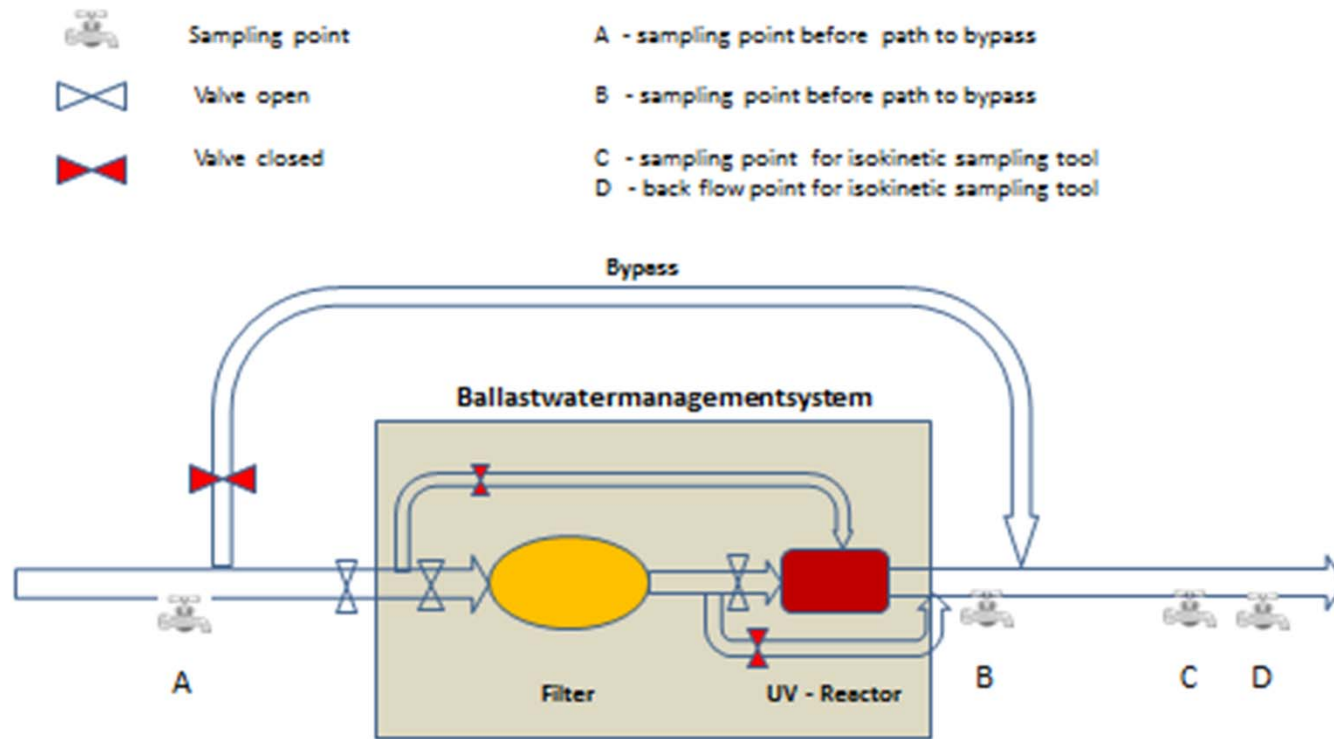 Sampling point
A - sampling point before path to bypass
Valve open
B - sampling point before path to bypass
Valve closed
C - sampling point for isokinetic sampling tool
D - back flow point for isokinetic sampling tool
Bypass
Ballastwatermanagementsystem
A
Filter
UV - Reactor
B
C
D